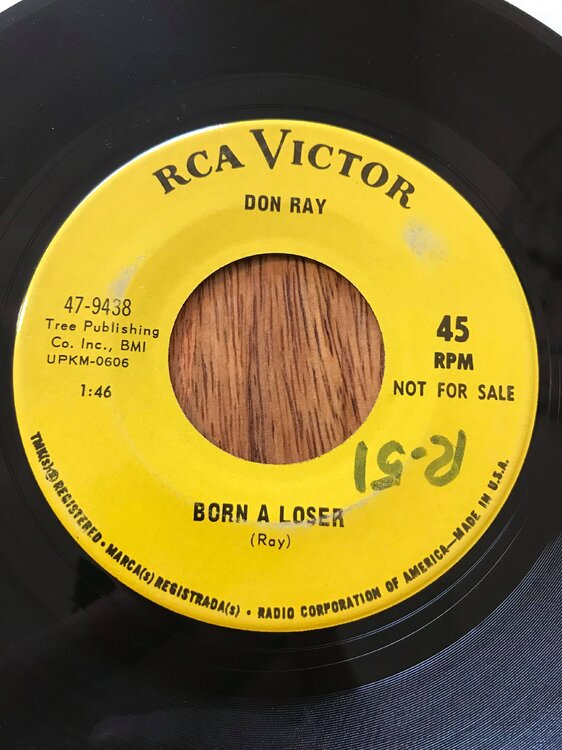 RCA VICTOR
DON RAY
47-9438
Tree Publishing
Co. Inc., BMI
UPKM-0606
1:46
45
RPM
NOT FOR SALE
R-51
BORN A LOSER
(Ray)
TMK(s) ® REGISTERED • MARCA(s) REGISTRADA(s) • RADIO CORPORATION OF AMERICA—MADE IN U.S.A.